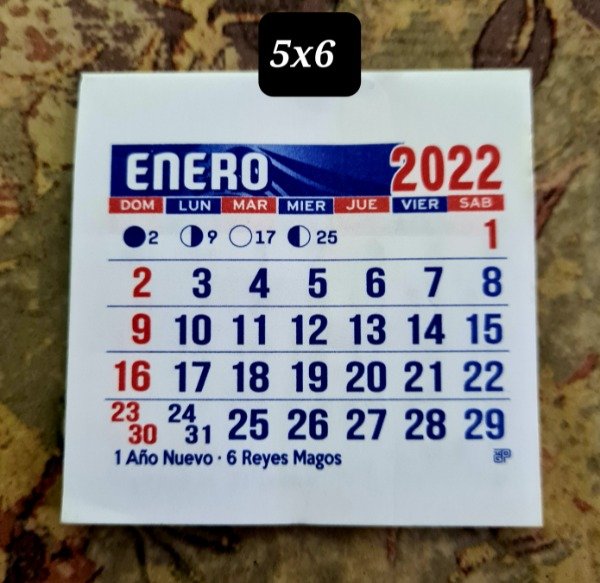 5x6
ENERO 2022
DOM LUN MAR MIER JUE VIER SAB
2 9 17 25 1
2 3 4 5 6 7 8
9 10 11 12 13 14 15
16 17 18 19 20 21 22
23 24
30 31 25 26 27 28 29
1 Año Nuevo · 6 Reyes Magos